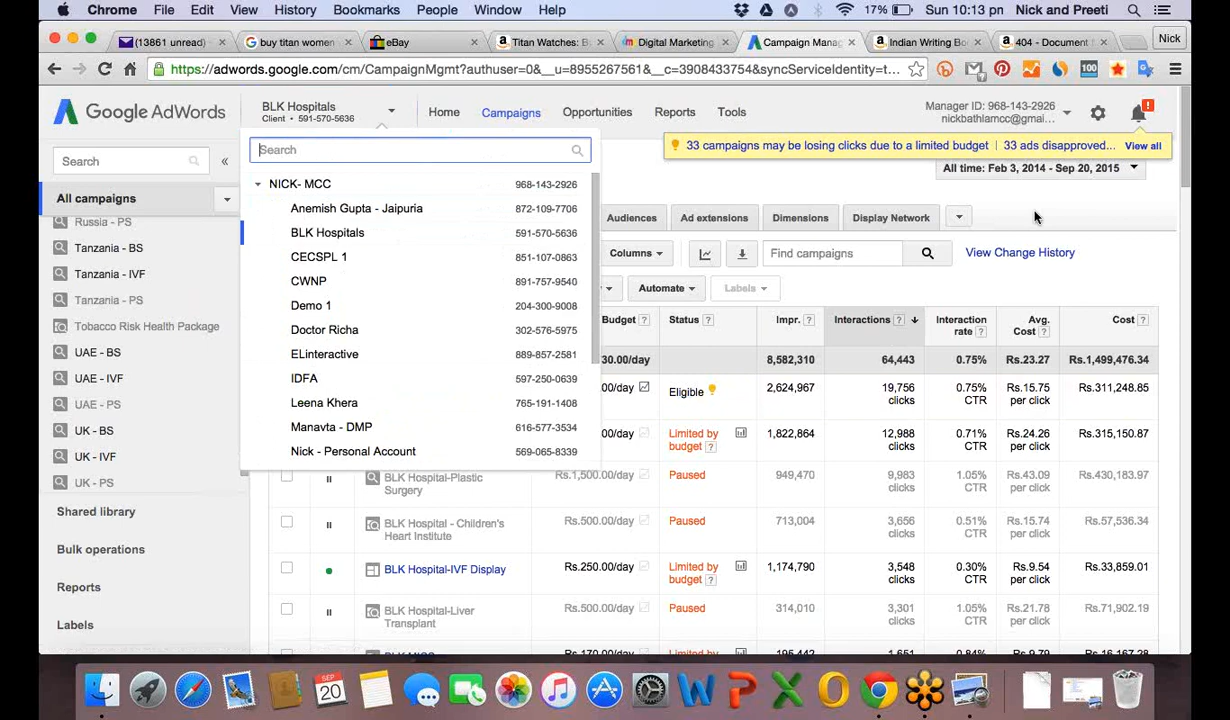 Chrome File Edit View History Bookmarks People Window Help 17% Sun 10:13 pm Nick and Preeti
(13861 unread) buy titan women eBay Titan Watches: B Digital Marketing Campaign Manag Indian Writing Bo 404 - Document Nick
https://adwords.google.com/cm/CampaignMgmt?authuser=0&__u=8955267561&__c=3908433754&syncServiceIdentity=t...
100
Google AdWords
BLK Hospitals
Client • 591-570-5636
Home Campaigns Opportunities Reports Tools
Manager ID: 968-143-2926
nickbathlamcc@gmai...
33 campaigns may be losing clicks due to a limited budget | 33 ads disapproved... View all
All time: Feb 3, 2014 - Sep 20, 2015
Search «
All campaigns
Russia - PS
Tanzania - BS
Tanzania - IVF
Tanzania - PS
Tobacco Risk Health Package
UAE - BS
UAE - IVF
UAE - PS
UK - BS
UK - IVF
UK - PS
Shared library
Bulk operations
Reports
Labels
Search
NICK- MCC 968-143-2926
Anemish Gupta - Jaipuria 872-109-7706
BLK Hospitals 591-570-5636
CECSPL 1 851-107-0863
CWNP 891-757-9540
Demo 1 204-300-9008
Doctor Richa 302-576-5975
ELinteractive 889-857-2581
IDFA 597-250-0639
Leena Khera 765-191-1408
Manavta - DMP 616-577-3534
Nick - Personal Account 569-065-8339
Audiences Ad extensions Dimensions Display Network
Columns Find campaigns View Change History
Automate Labels
Budget ? Status ? Impr. ? Interactions ? Interaction rate ? Avg. Cost ? Cost ?
30.00/day 8,582,310 64,443 0.75% Rs.23.27 Rs.1,499,476.34
.00/day Eligible 2,624,967 19,756 clicks 0.75% CTR Rs.15.75 per click Rs.311,248.85
.00/day Limited by budget ? 1,822,864 12,988 clicks 0.71% CTR Rs.24.26 per click Rs.315,150.87
BLK Hospital-Plastic Surgery Rs.1,500.00/day Paused 949,470 9,983 clicks 1.05% CTR Rs.43.09 per click Rs.430,183.97
BLK Hospital - Children's Heart Institute Rs.500.00/day Paused 713,004 3,656 clicks 0.51% CTR Rs.15.74 per click Rs.57,536.34
BLK Hospital-IVF Display Rs.250.00/day Limited by budget ? 1,174,790 3,548 clicks 0.30% CTR Rs.9.54 per click Rs.33,859.01
BLK Hospital-Liver Transplant Rs.500.00/day Paused 314,010 3,301 clicks 1.05% CTR Rs.21.78 per click Rs.71,902.19
SEP
20